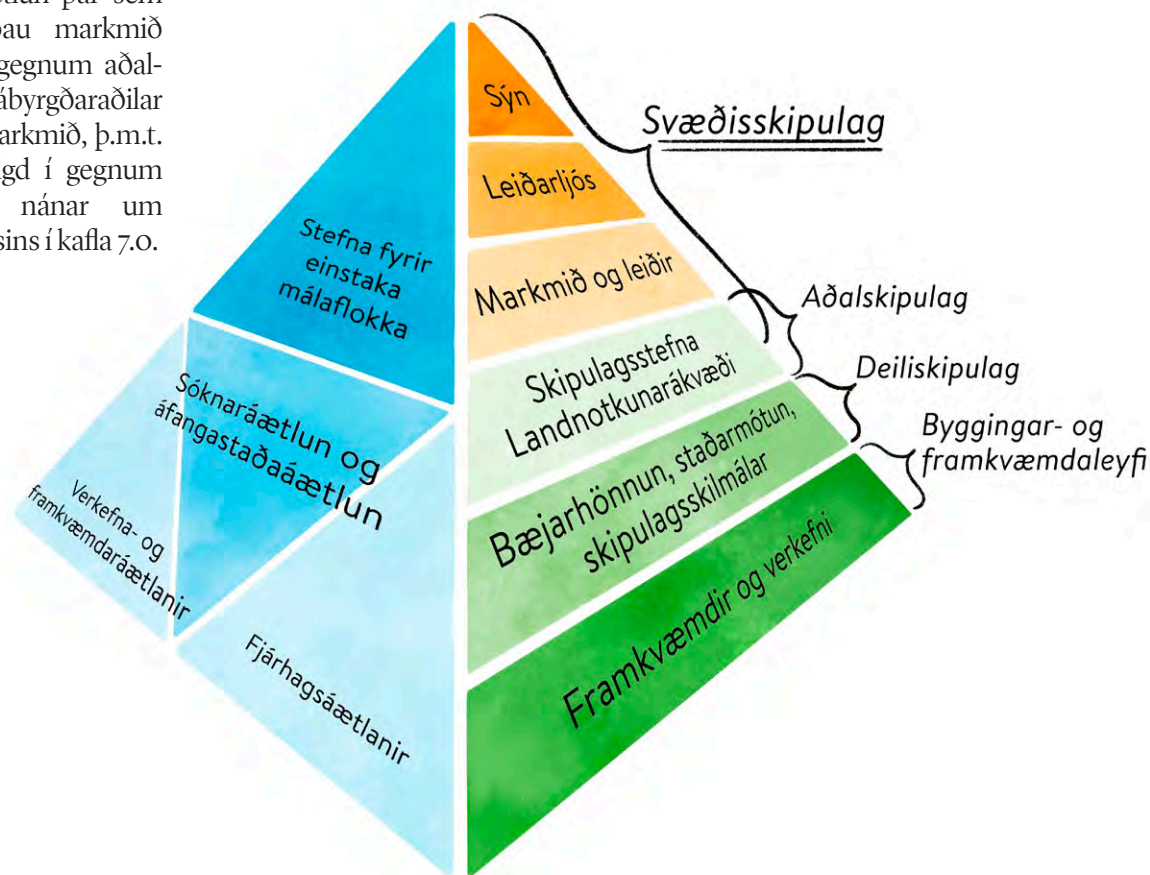 þar sem
markmið
gegnum aðal-
ábyrgðaraðilar
þ.m.t.
í gegnum
nánar um
í kafla 7.0.
Sýn
Leiðarljós
Markmið og leiðir
Skipulagsstefna
Landnotkunarákvæði
Bæjarhönnun, staðarmótun,
skipulagsskilmálar
Framkvæmdir og verkefni
Svæðisskipulag
Aðalskipulag
Deiliskipulag
Byggingar- og
framkvæmdaleyfi
Stefna fyrir
einstaka
málaflokka
Sóknaráætlun og
áfangastaðaáætlun
Verkefna- og
framkvæmdaráætlanir
Fjárhagsáætlanir